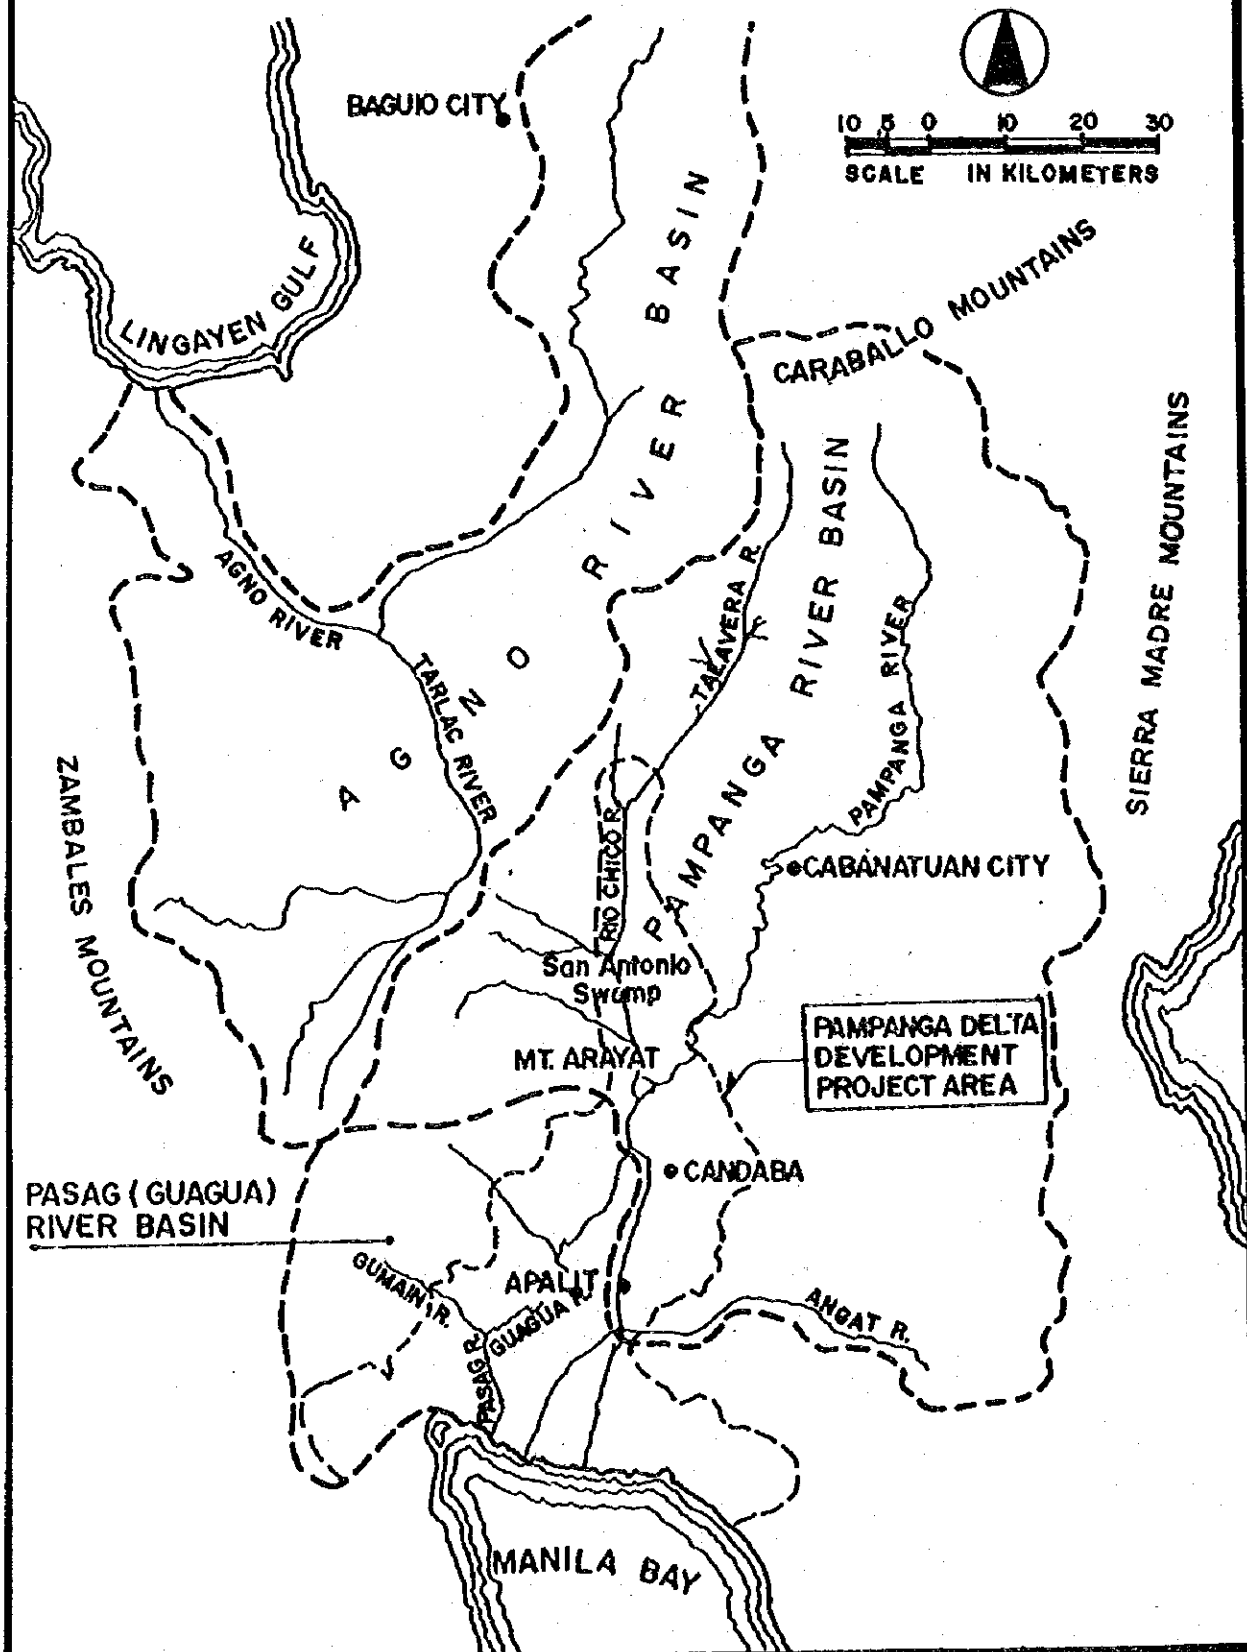 BAGUIO CITY
10 5 0 10 20 30
SCALE IN KILOMETERS
LINGAYEN GULF
CARABALLO MOUNTAINS
SIERRA MADRE MOUNTAINS
AGNO RIVER BASIN
PAMPANGA RIVER BASIN
AGNO RIVER
TARLAC RIVER
TALAVERA R.
PAMPANGA RIVER
ZAMBALES MOUNTAINS
RIO CHICO R.
CABANATUAN CITY
San Antonio
Swamp
MT. ARAYAT
PAMPANGA DELTA
DEVELOPMENT
PROJECT AREA
CANDABA
PASAG (GUAGUA)
RIVER BASIN
GUMAIN R.
APALIT
GUAGUA R.
PASAG R.
ANGAT R.
MANILA BAY